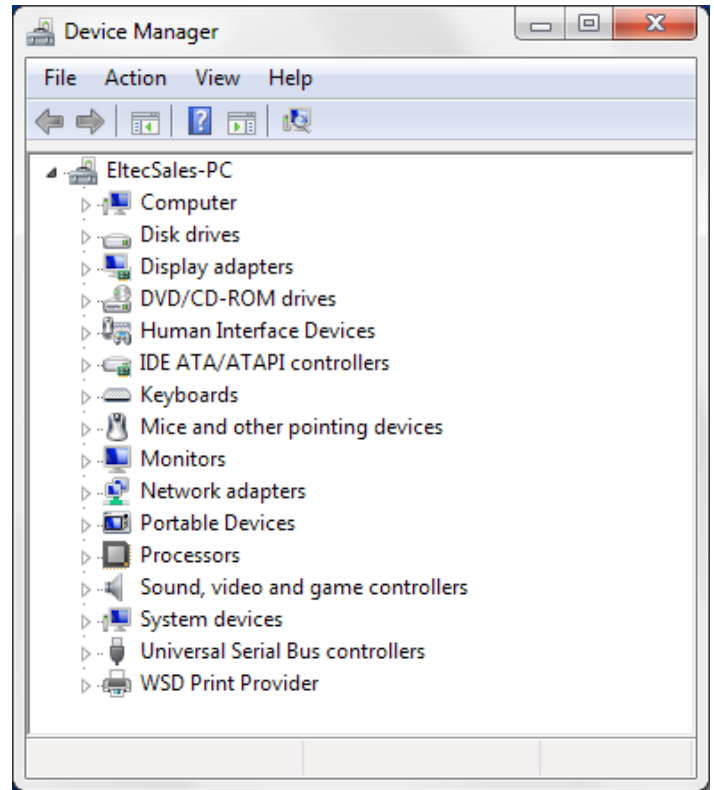 Device Manager
File Action View Help
EltecSales-PC
Computer
Disk drives
Display adapters
DVD/CD-ROM drives
Human Interface Devices
IDE ATA/ATAPI controllers
Keyboards
Mice and other pointing devices
Monitors
Network adapters
Portable Devices
Processors
Sound, video and game controllers
System devices
Universal Serial Bus controllers
WSD Print Provider